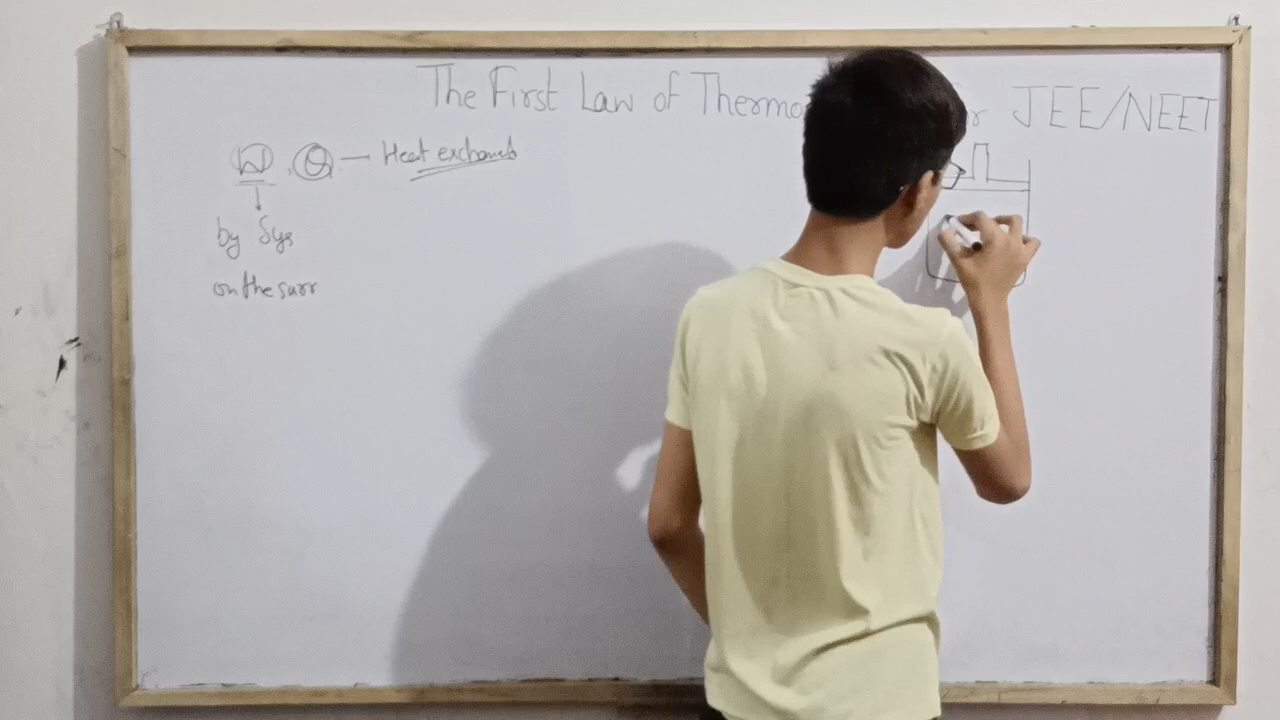 The First Law of Thermo JEE/NEET
W , Q — Heat exchanged
by Sys
on the surr